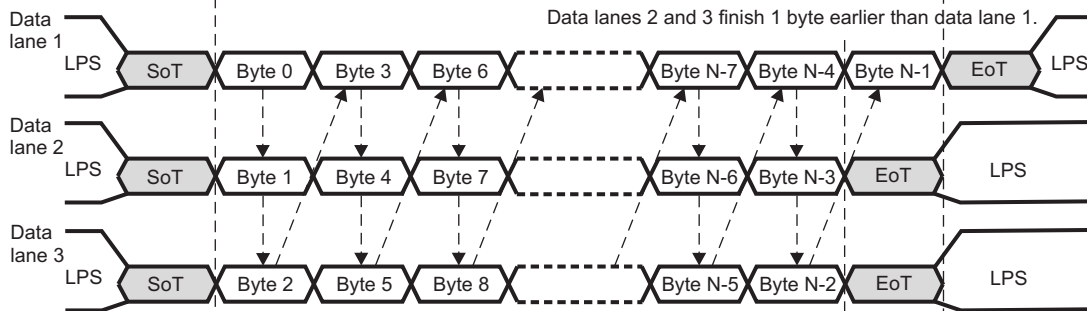 Data lanes 2 and 3 finish 1 byte earlier than data lane 1.
Data
lane 1
LPS SoT Byte 0 Byte 3 Byte 6 Byte N-7 Byte N-4 Byte N-1 EoT LPS
Data
lane 2
LPS SoT Byte 1 Byte 4 Byte 7 Byte N-6 Byte N-3 EoT LPS
Data
lane 3
LPS SoT Byte 2 Byte 5 Byte 8 Byte N-5 Byte N-2 EoT LPS